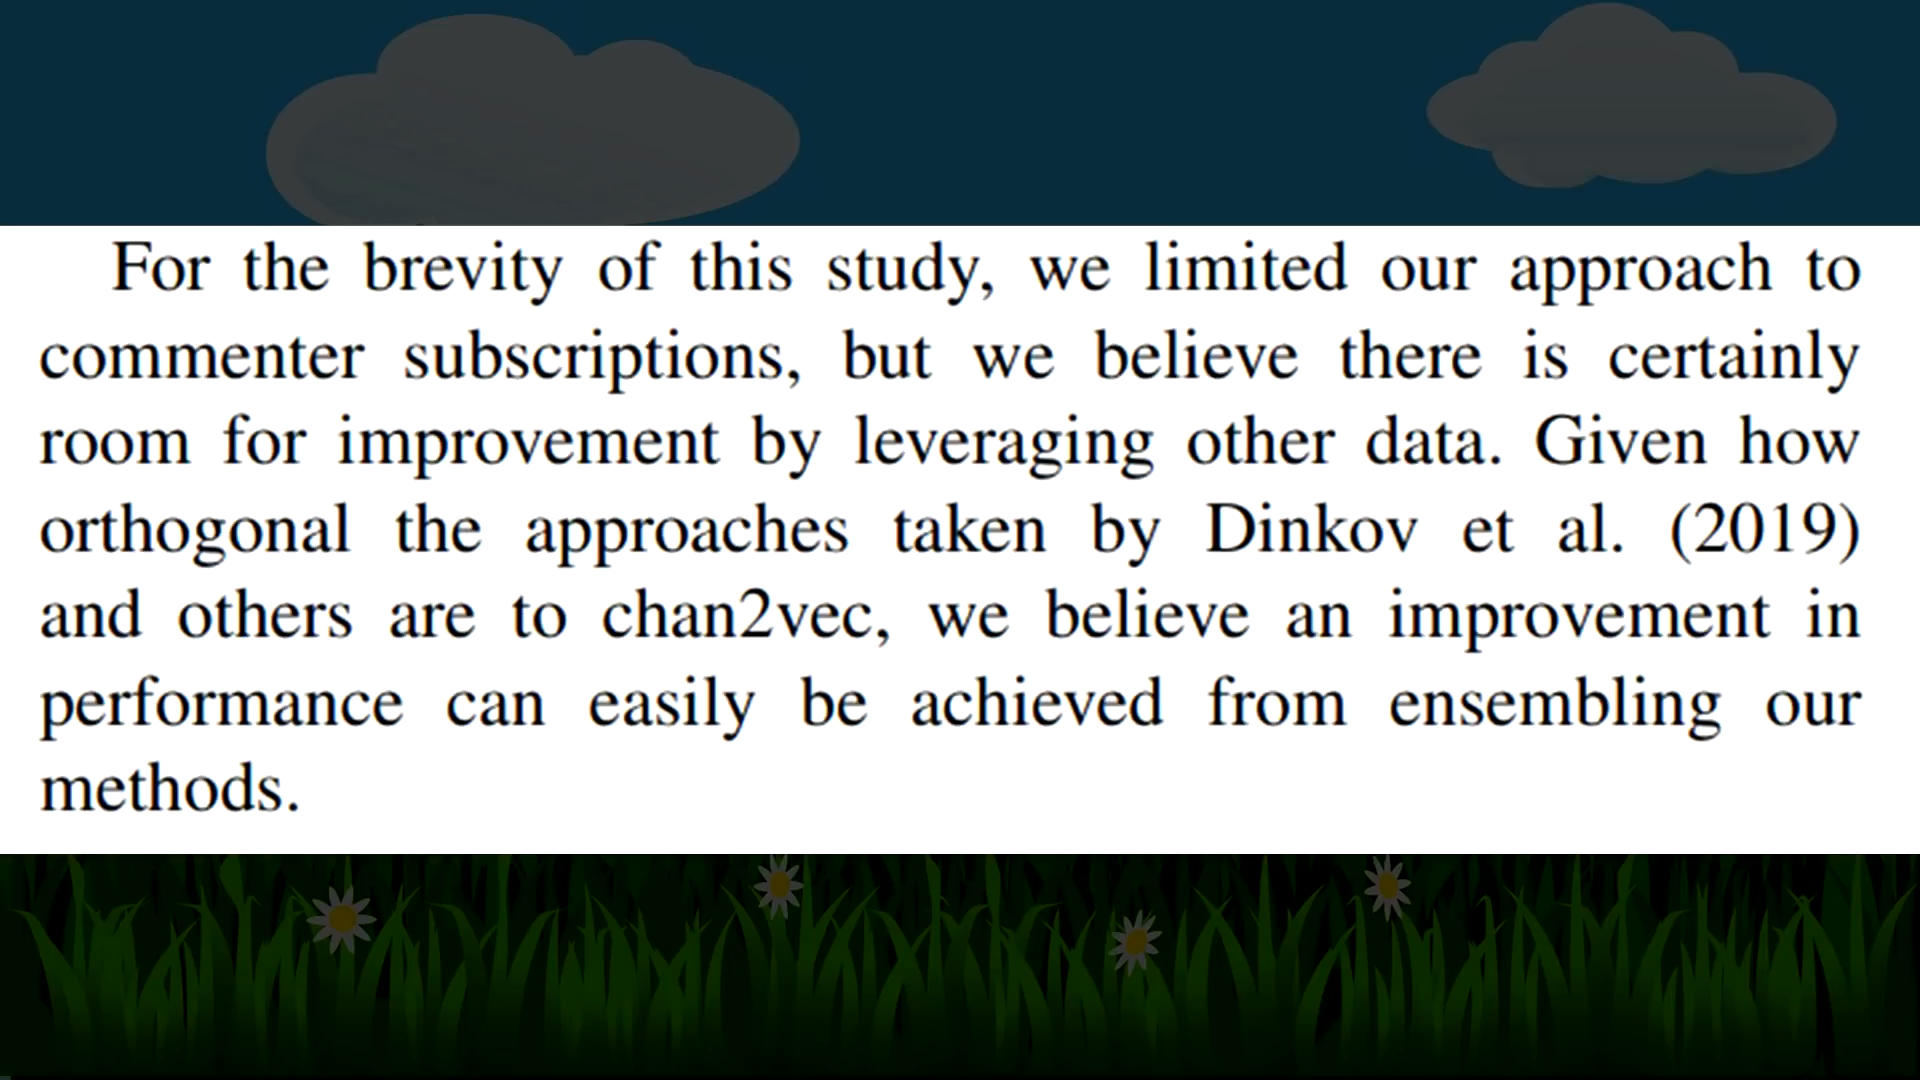 For the brevity of this study, we limited our approach to
commenter subscriptions, but we believe there is certainly
room for improvement by leveraging other data. Given how
orthogonal the approaches taken by Dinkov et al. (2019)
and others are to chan2vec, we believe an improvement in
performance can easily be achieved from ensembling our
methods.